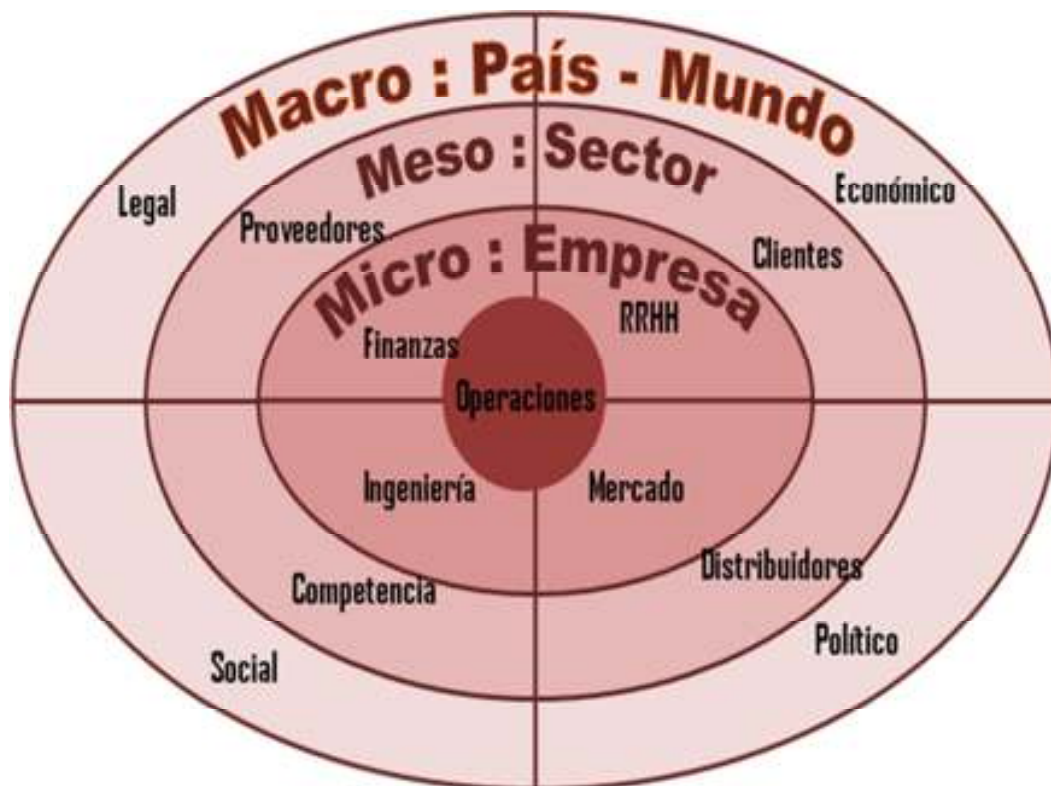 Macro : País - Mundo
Meso : Sector
Legal
Económico
Proveedores
Clientes
Micro : Empresa
RRHH
Finanzas
Operaciones
Ingeniería
Mercado
Distribuidores
Competencia
Político
Social